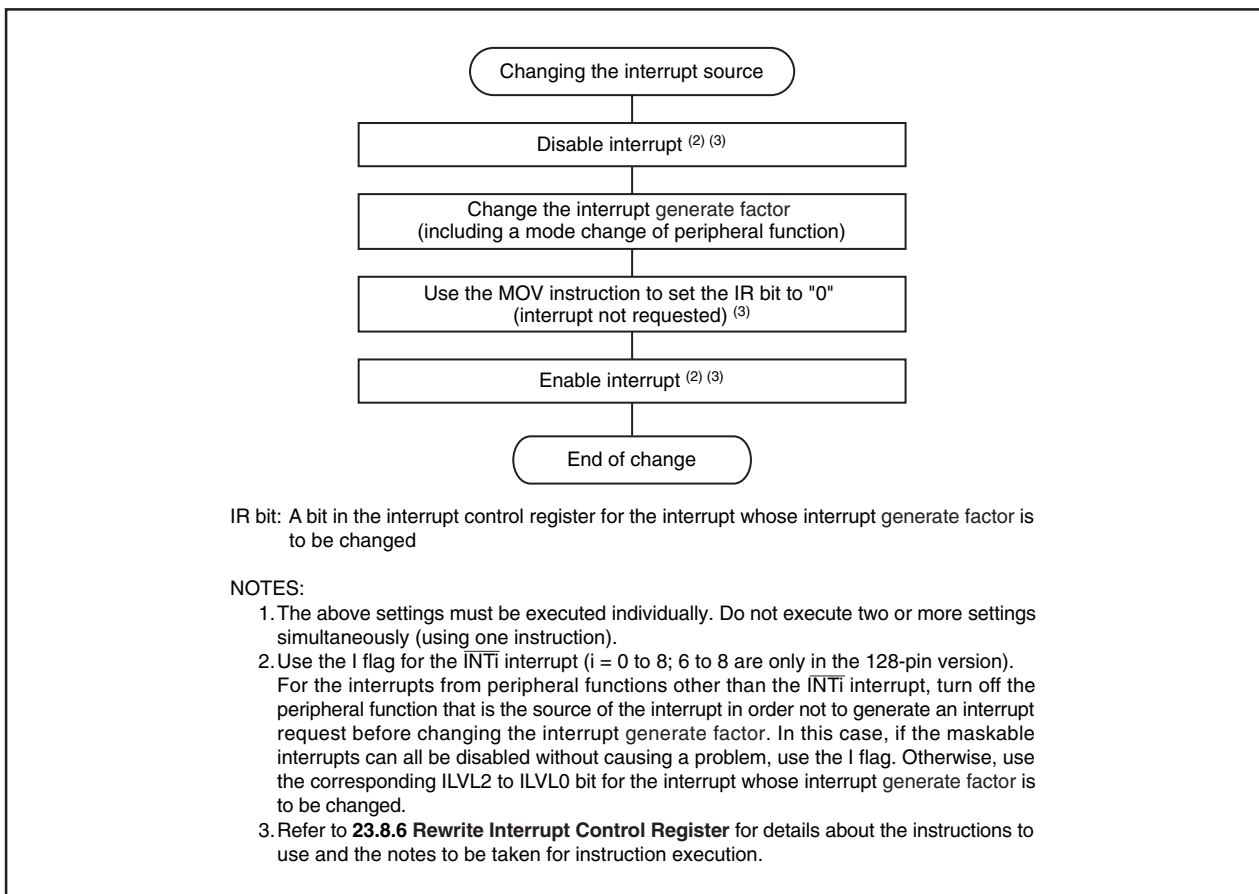 Changing the interrupt source
Disable interrupt (2) (3)
Change the interrupt generate factor
(including a mode change of peripheral function)
Use the MOV instruction to set the IR bit to "0"
(interrupt not requested) (3)
Enable interrupt (2) (3)
End of change
IR bit: A bit in the interrupt control register for the interrupt whose interrupt generate factor is
to be changed
NOTES:
1. The above settings must be executed individually. Do not execute two or more settings
simultaneously (using one instruction).
2. Use the I flag for the INTi interrupt (i = 0 to 8; 6 to 8 are only in the 128-pin version).
For the interrupts from peripheral functions other than the INTi interrupt, turn off the
peripheral function that is the source of the interrupt in order not to generate an interrupt
request before changing the interrupt generate factor. In this case, if the maskable
interrupts can all be disabled without causing a problem, use the I flag. Otherwise, use
the corresponding ILVL2 to ILVL0 bit for the interrupt whose interrupt generate factor is
to be changed.
3. Refer to 23.8.6 Rewrite Interrupt Control Register for details about the instructions to
use and the notes to be taken for instruction execution.